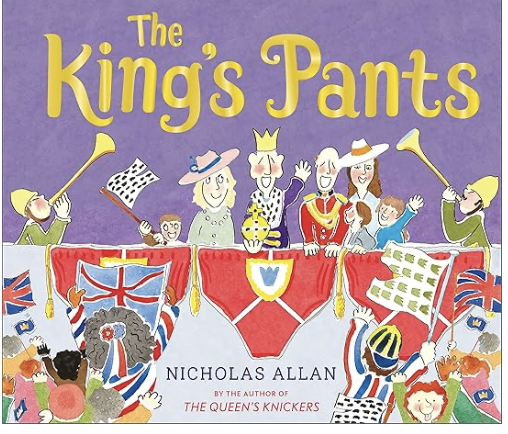 The
King's Pants
NICHOLAS ALLAN
BY THE AUTHOR OF
THE QUEEN'S KNICKERS